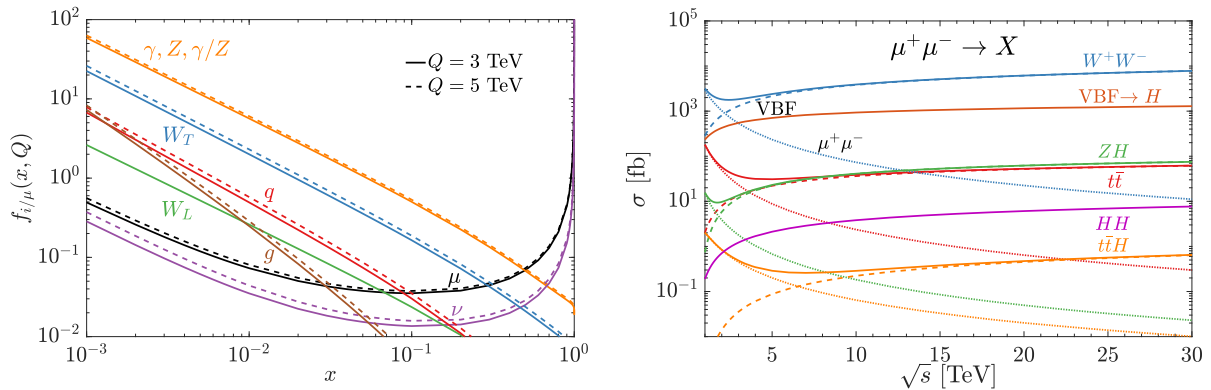 10^2
10^1
10^0
10^{-1}
10^{-2}
f_{i/μ}(x, Q)
γ, Z, γ/Z
Q = 3 TeV
Q = 5 TeV
W_T
q
W_L
g
μ
ν
10^{-3}
10^{-2}
10^{-1}
10^0
x
10^5
10^3
10^1
10^{-1}
σ [fb]
μ^+μ^- → X
W^+W^-
VBF
VBF→ H
μ^+μ^-
ZH
tt̄
HH
tt̄H
5
10
15
20
25
30
√s [TeV]